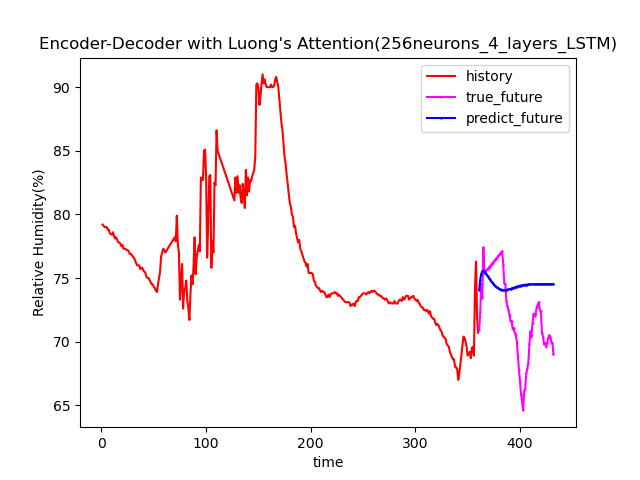 Encoder-Decoder with Luong's Attention(256neurons_4_layers_LSTM)
history
true_future
predict_future
Relative Humidity(%)
90
85
80
75
70
65
0 100 200 300 400
time